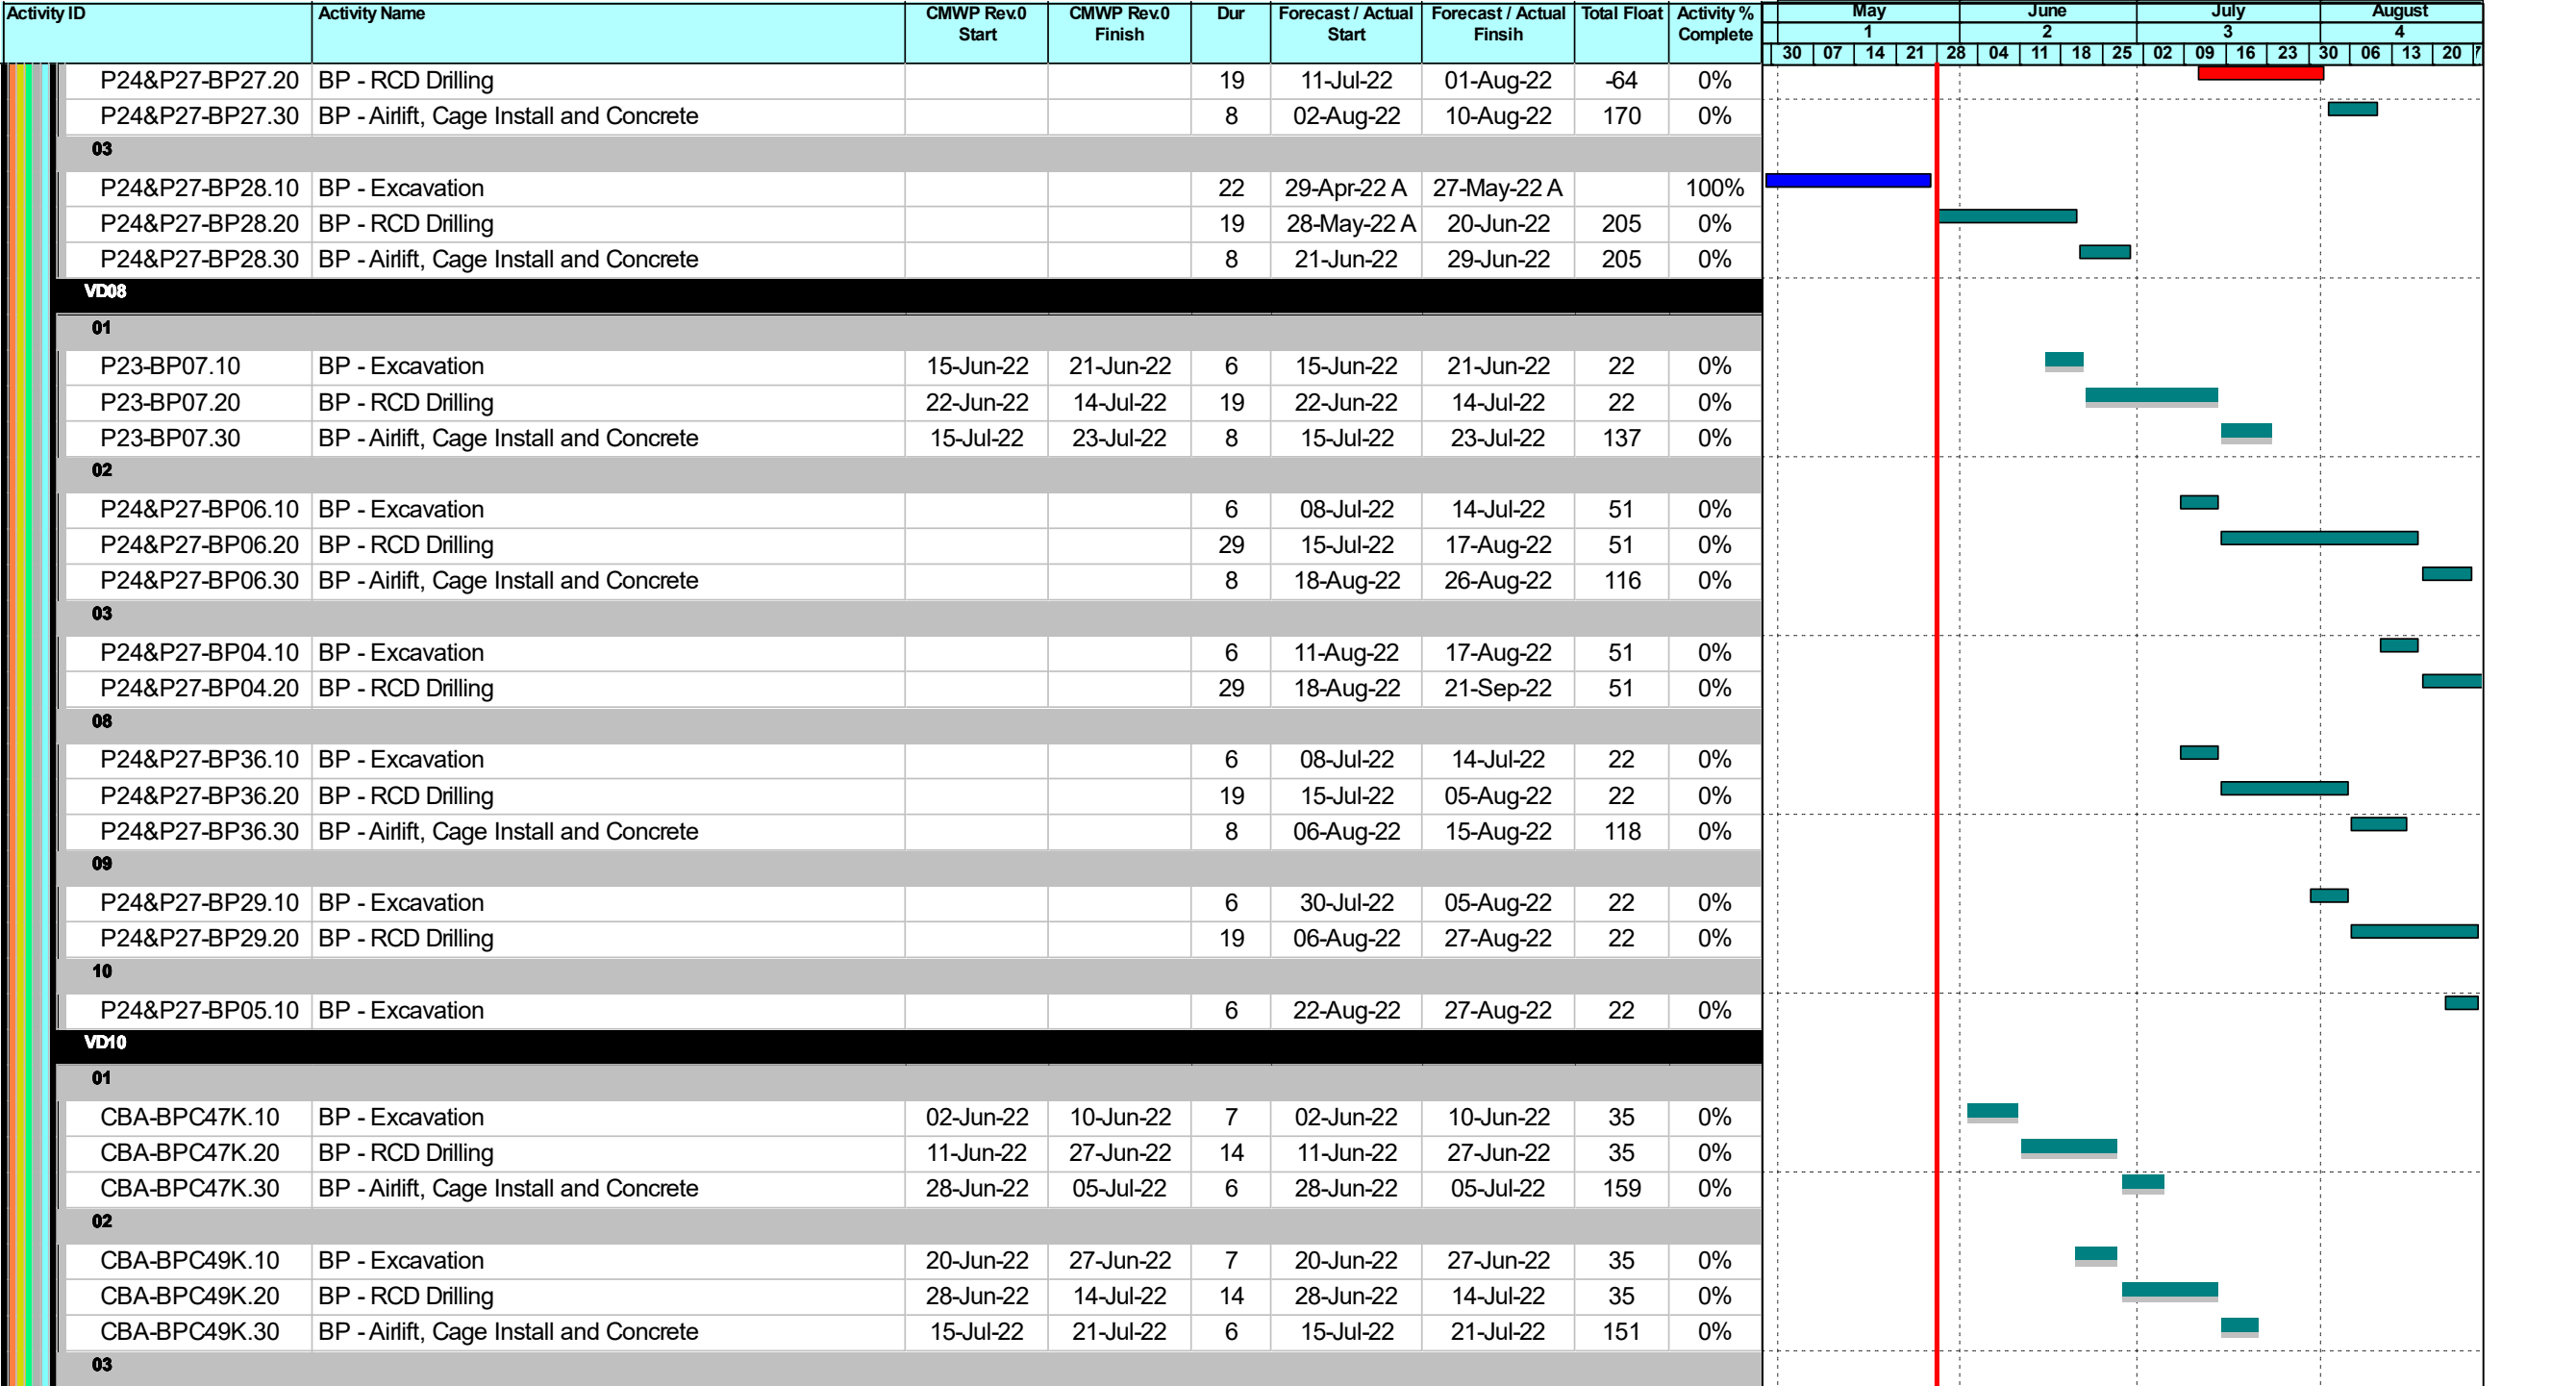 Activity ID Activity Name CMWP Rev.0 Start CMWP Rev.0 Finish Dur Forecast / Actual Start Forecast / Actual Finsih Total Float Activity % Complete May June July August
1 2 3 4
30 07 14 21 28 04 11 18 25 02 09 16 23 30 06 13 20
P24&P27-BP27.20 BP - RCD Drilling 19 11-Jul-22 01-Aug-22 -64 0%
P24&P27-BP27.30 BP - Airlift, Cage Install and Concrete 8 02-Aug-22 10-Aug-22 170 0%
03
P24&P27-BP28.10 BP - Excavation 22 29-Apr-22 A 27-May-22 A 100%
P24&P27-BP28.20 BP - RCD Drilling 19 28-May-22 A 20-Jun-22 205 0%
P24&P27-BP28.30 BP - Airlift, Cage Install and Concrete 8 21-Jun-22 29-Jun-22 205 0%
VD08
01
P23-BP07.10 BP - Excavation 15-Jun-22 21-Jun-22 6 15-Jun-22 21-Jun-22 22 0%
P23-BP07.20 BP - RCD Drilling 22-Jun-22 14-Jul-22 19 22-Jun-22 14-Jul-22 22 0%
P23-BP07.30 BP - Airlift, Cage Install and Concrete 15-Jul-22 23-Jul-22 8 15-Jul-22 23-Jul-22 137 0%
02
P24&P27-BP06.10 BP - Excavation 6 08-Jul-22 14-Jul-22 51 0%
P24&P27-BP06.20 BP - RCD Drilling 29 15-Jul-22 17-Aug-22 51 0%
P24&P27-BP06.30 BP - Airlift, Cage Install and Concrete 8 18-Aug-22 26-Aug-22 116 0%
03
P24&P27-BP04.10 BP - Excavation 6 11-Aug-22 17-Aug-22 51 0%
P24&P27-BP04.20 BP - RCD Drilling 29 18-Aug-22 21-Sep-22 51 0%
08
P24&P27-BP36.10 BP - Excavation 6 08-Jul-22 14-Jul-22 22 0%
P24&P27-BP36.20 BP - RCD Drilling 19 15-Jul-22 05-Aug-22 22 0%
P24&P27-BP36.30 BP - Airlift, Cage Install and Concrete 8 06-Aug-22 15-Aug-22 118 0%
09
P24&P27-BP29.10 BP - Excavation 6 30-Jul-22 05-Aug-22 22 0%
P24&P27-BP29.20 BP - RCD Drilling 19 06-Aug-22 27-Aug-22 22 0%
10
P24&P27-BP05.10 BP - Excavation 6 22-Aug-22 27-Aug-22 22 0%
VD10
01
CBA-BPC47K.10 BP - Excavation 02-Jun-22 10-Jun-22 7 02-Jun-22 10-Jun-22 35 0%
CBA-BPC47K.20 BP - RCD Drilling 11-Jun-22 27-Jun-22 14 11-Jun-22 27-Jun-22 35 0%
CBA-BPC47K.30 BP - Airlift, Cage Install and Concrete 28-Jun-22 05-Jul-22 6 28-Jun-22 05-Jul-22 159 0%
02
CBA-BPC49K.10 BP - Excavation 20-Jun-22 27-Jun-22 7 20-Jun-22 27-Jun-22 35 0%
CBA-BPC49K.20 BP - RCD Drilling 28-Jun-22 14-Jul-22 14 28-Jun-22 14-Jul-22 35 0%
CBA-BPC49K.30 BP - Airlift, Cage Install and Concrete 15-Jul-22 21-Jul-22 6 15-Jul-22 21-Jul-22 151 0%
03